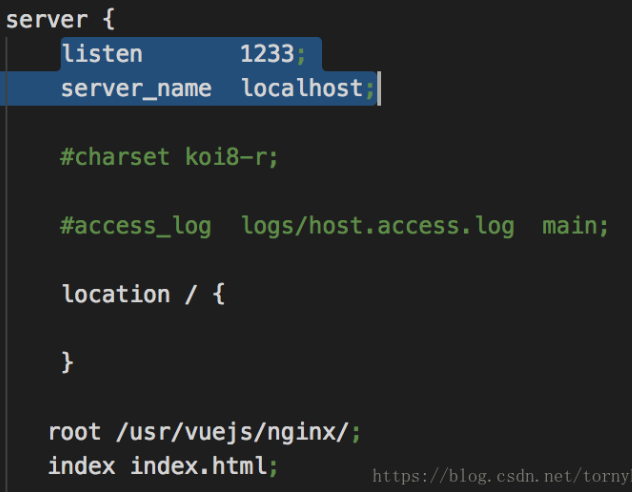 server {
listen 1233;
server_name localhost;
#charset koi8-r;
#access_log logs/host.access.log main;
location / {
}
root /usr/vuejs/nginx/;
index index.html;
https://blog.csdn.net/torny